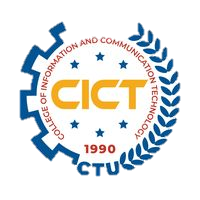 COLLEGE OF INFORMATION AND COMMUNICATION TECHNOLOGY
CICT
1990
CTU